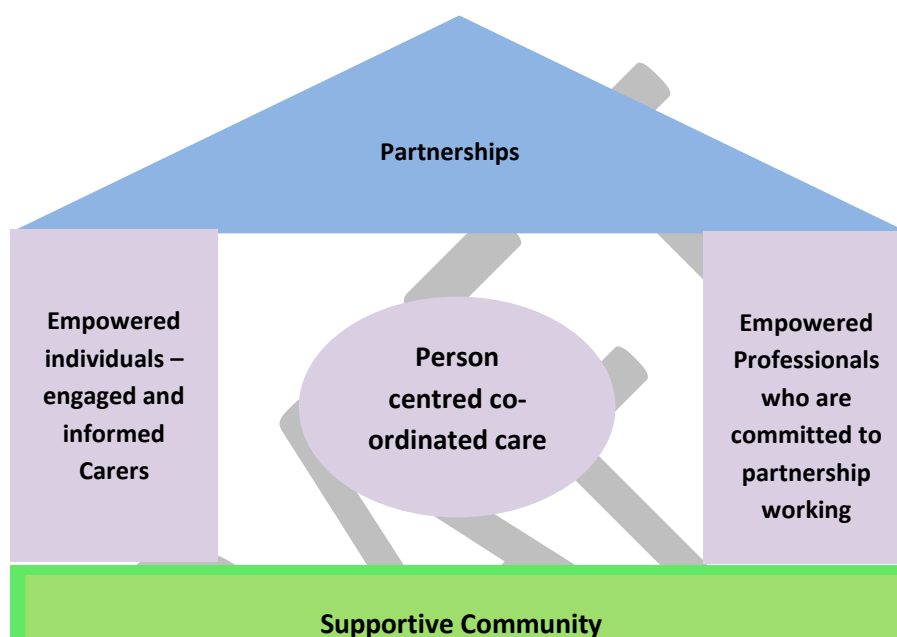 Partnerships
Empowered
individuals –
engaged and
informed
Carers
Person
centred co-
ordinated care
Empowered
Professionals
who are
committed to
partnership
working
Supportive Community